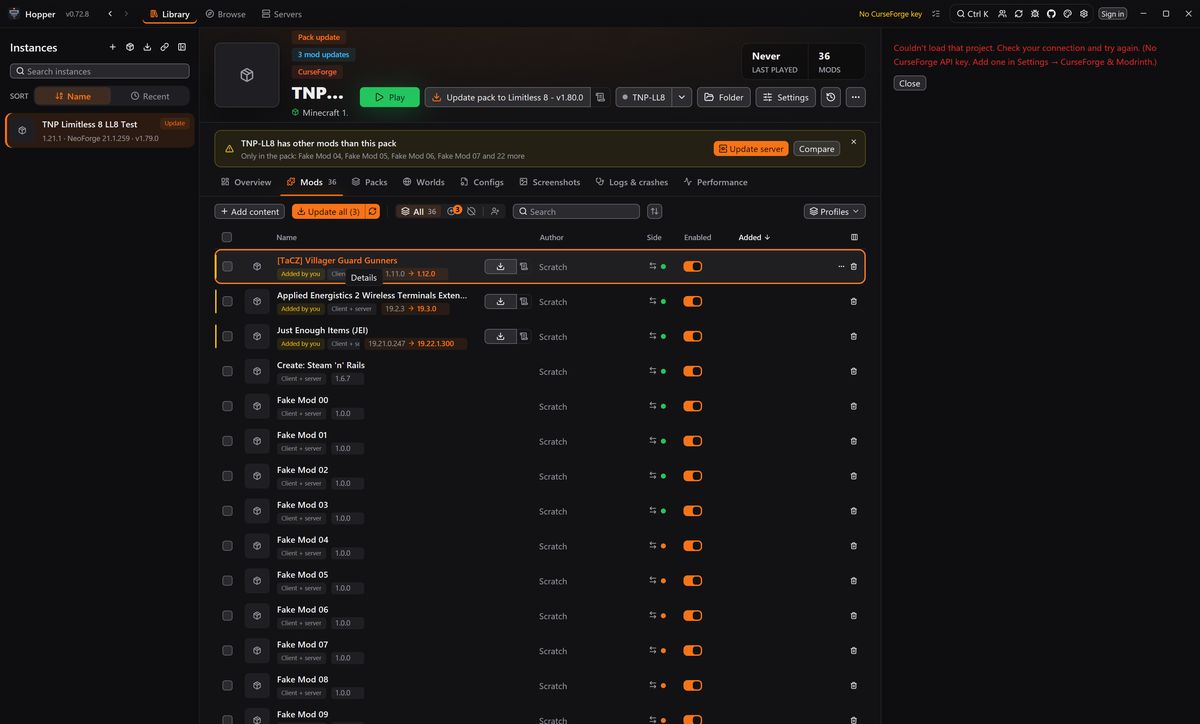 Hopper v0.72.8 Library Browse Servers No CurseForge key Ctrl K Sign in
Instances
Search instances
SORT Name Recent
TNP Limitless 8 LL8 Test Update
1.21.1 · NeoForge 21.1.259 · v1.79.0
Pack update
3 mod updates
CurseForge
TNP...
Minecraft 1.
Play
Update pack to Limitless 8 - v1.80.0
TNP-LL8
Folder
Settings
Never
LAST PLAYED
36
MODS
TNP-LL8 has other mods than this pack
Only in the pack: Fake Mod 04, Fake Mod 05, Fake Mod 06, Fake Mod 07 and 22 more
Update server
Compare
Overview Mods 36 Packs Worlds Configs Screenshots Logs & crashes Performance
+ Add content Update all (3) All 36 3 Search Profiles
Name Author Side Enabled Added
[TaCZ] Villager Guard Gunners
Added by you Clien 1.11.0 → 1.12.0 Scratch
Details
Applied Energistics 2 Wireless Terminals Exten...
Added by you Client + server 19.2.3 → 19.3.0 Scratch
Just Enough Items (JEI)
Added by you Client + se 19.21.0.247 → 19.22.1.300 Scratch
Create: Steam 'n' Rails
Client + server 1.6.7 Scratch
Fake Mod 00
Client + server 1.0.0 Scratch
Fake Mod 01
Client + server 1.0.0 Scratch
Fake Mod 02
Client + server 1.0.0 Scratch
Fake Mod 03
Client + server 1.0.0 Scratch
Fake Mod 04
Client + server 1.0.0 Scratch
Fake Mod 05
Client + server 1.0.0 Scratch
Fake Mod 06
Client + server 1.0.0 Scratch
Fake Mod 07
Client + server 1.0.0 Scratch
Fake Mod 08
Client + server 1.0.0 Scratch
Fake Mod 09
Scratch
Couldn't load that project. Check your connection and try again. (No
CurseForge API key. Add one in Settings → CurseForge & Modrinth.)
Close